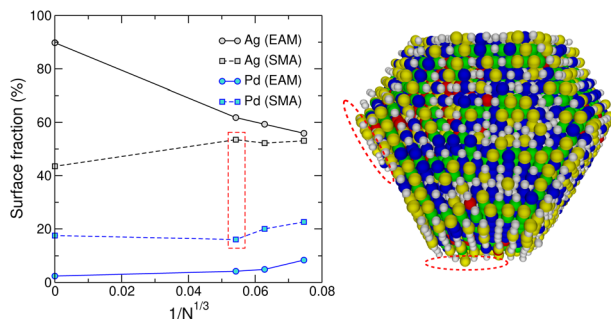 100
80
60
40
20
0
Surface fraction (%)
Ag (EAM)
Ag (SMA)
Pd (EAM)
Pd (SMA)
0 0.02 0.04 0.06 0.08
1/N^1/3